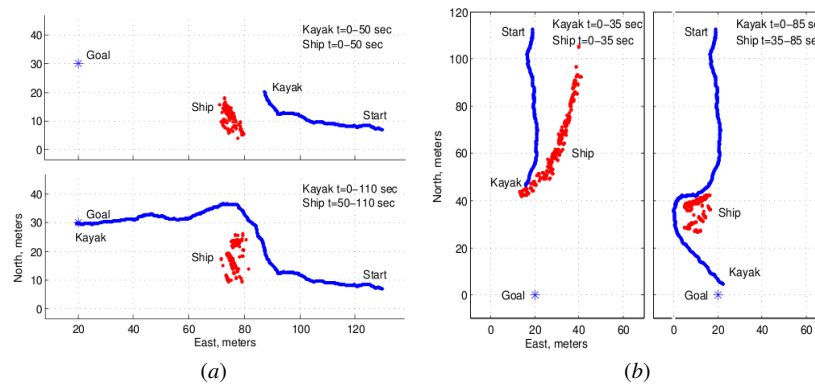 Kayak t=0–50 sec
Ship t=0–50 sec
Goal
Kayak
Ship
Start
40
30
20
10
0
Kayak t=0–110 sec
Ship t=50–110 sec
Goal
Kayak
Ship
Start
40
30
20
10
0
North, meters
20 40 60 80 100 120
East, meters
(a)
120
100
80
60
40
20
0
North, meters
Kayak t=0–35 sec
Ship t=0–35 sec
Start
Ship
Kayak
Goal
0 20 40 60
East, meters
Kayak t=0–85 sec
Ship t=35–85 sec
Start
Ship
Kayak
Goal
0 20 40 60
(b)